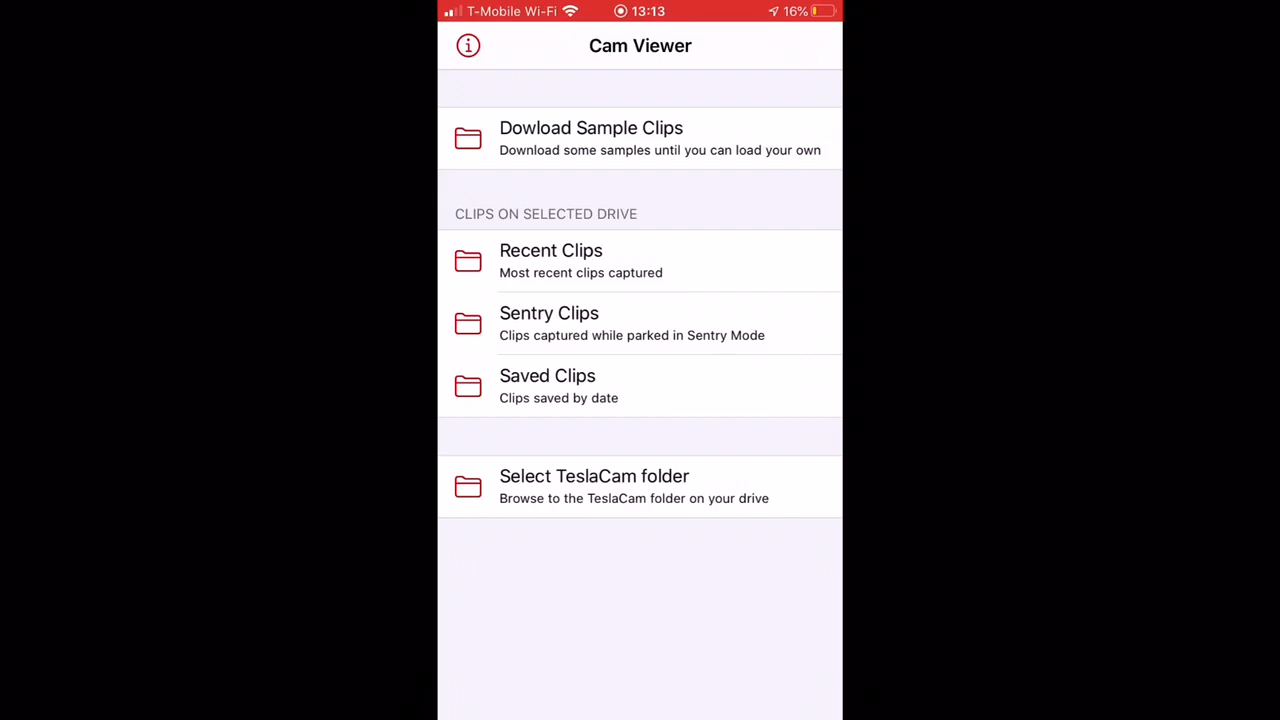 T-Mobile Wi-Fi 13:13 16%
Cam Viewer
Dowload Sample Clips
Download some samples until you can load your own
CLIPS ON SELECTED DRIVE
Recent Clips
Most recent clips captured
Sentry Clips
Clips captured while parked in Sentry Mode
Saved Clips
Clips saved by date
Select TeslaCam folder
Browse to the TeslaCam folder on your drive